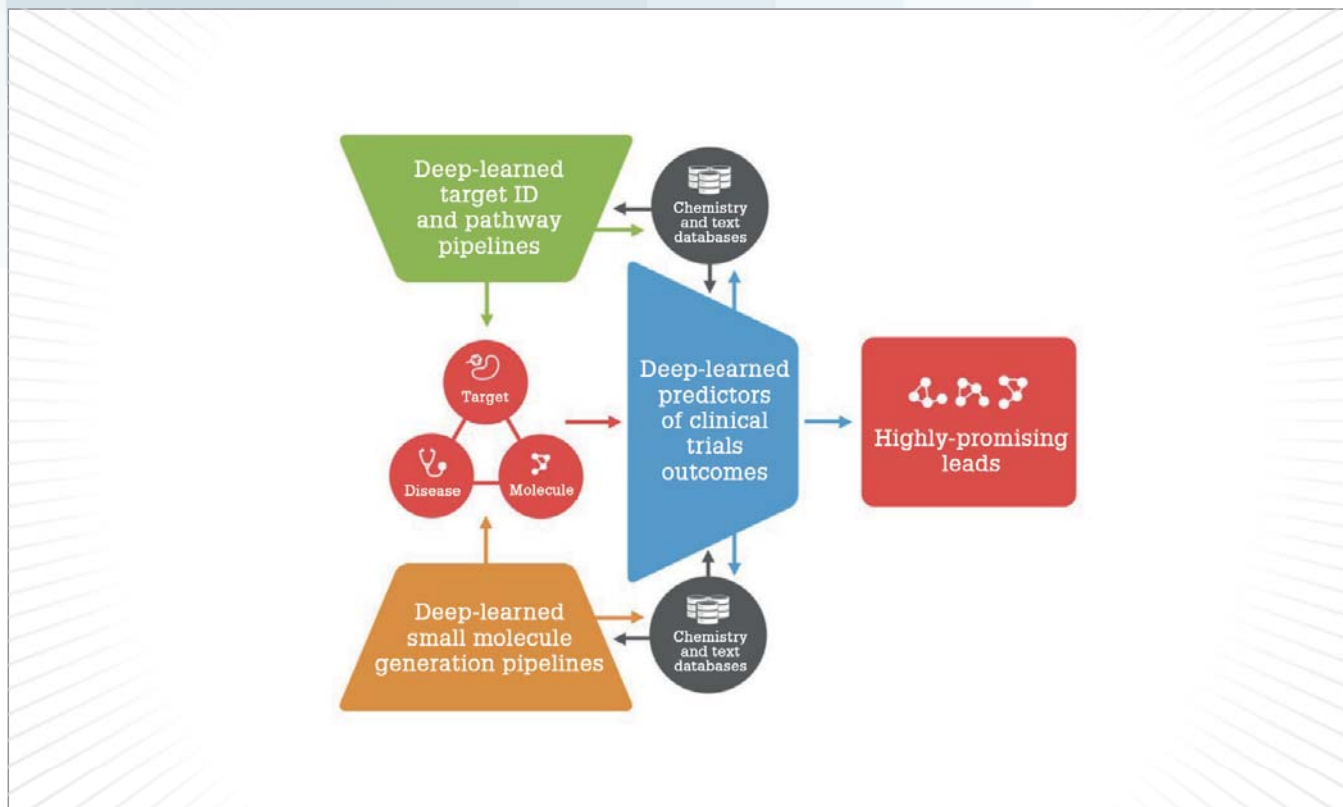 Deep-learned
target ID
and pathway
pipelines
Chemistry
and text
databases
Target
Disease
Molecule
Deep-learned
predictors
of clinical
trials
outcomes
Highly-promising
leads
Deep-learned
small molecule
generation pipelines
Chemistry
and text
databases